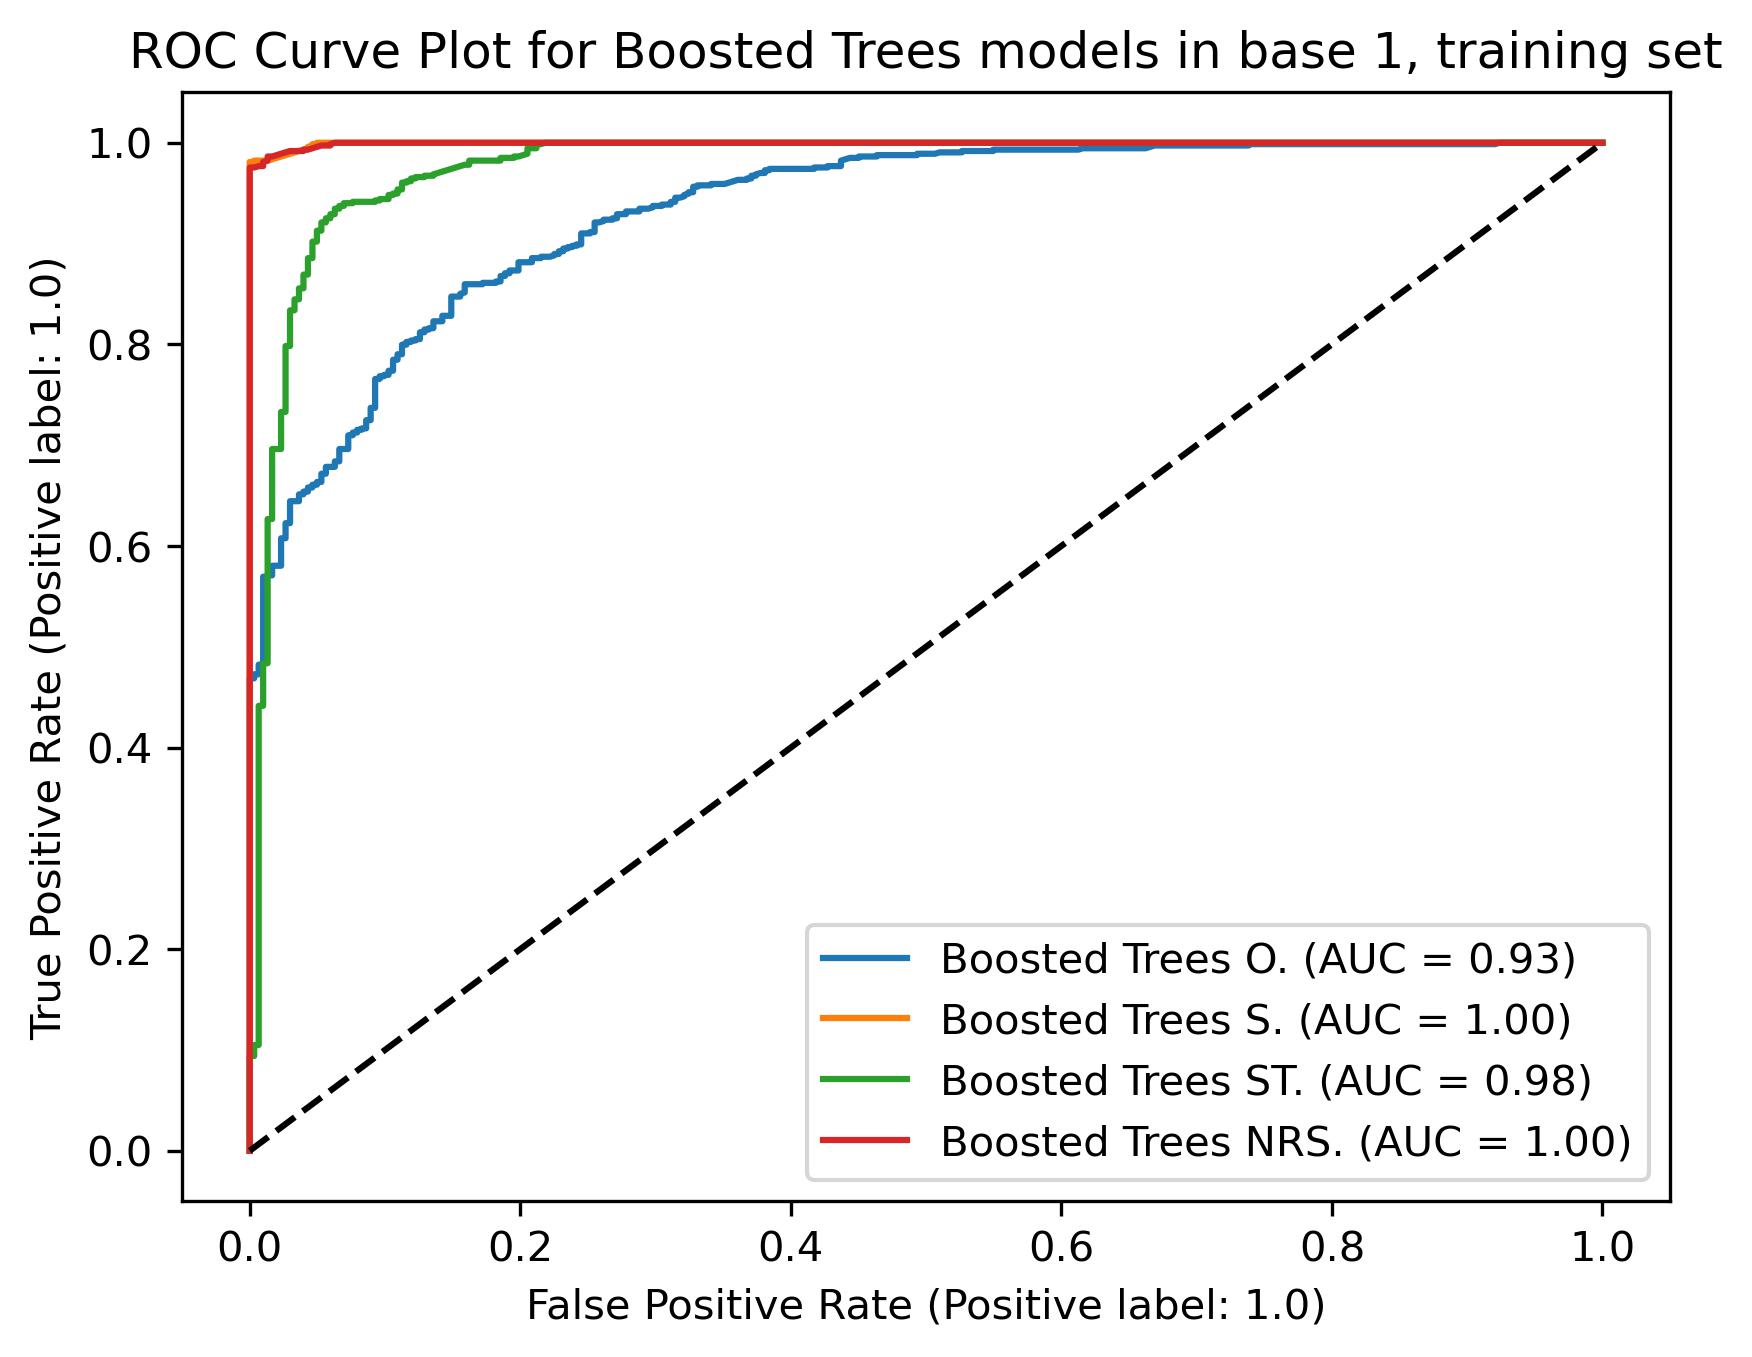 ROC Curve Plot for Boosted Trees models in base 1, training set
True Positive Rate (Positive label: 1.0)
1.0
0.8
0.6
0.4
0.2
0.0
Boosted Trees O. (AUC = 0.93)
Boosted Trees S. (AUC = 1.00)
Boosted Trees ST. (AUC = 0.98)
Boosted Trees NRS. (AUC = 1.00)
0.0 0.2 0.4 0.6 0.8 1.0
False Positive Rate (Positive label: 1.0)